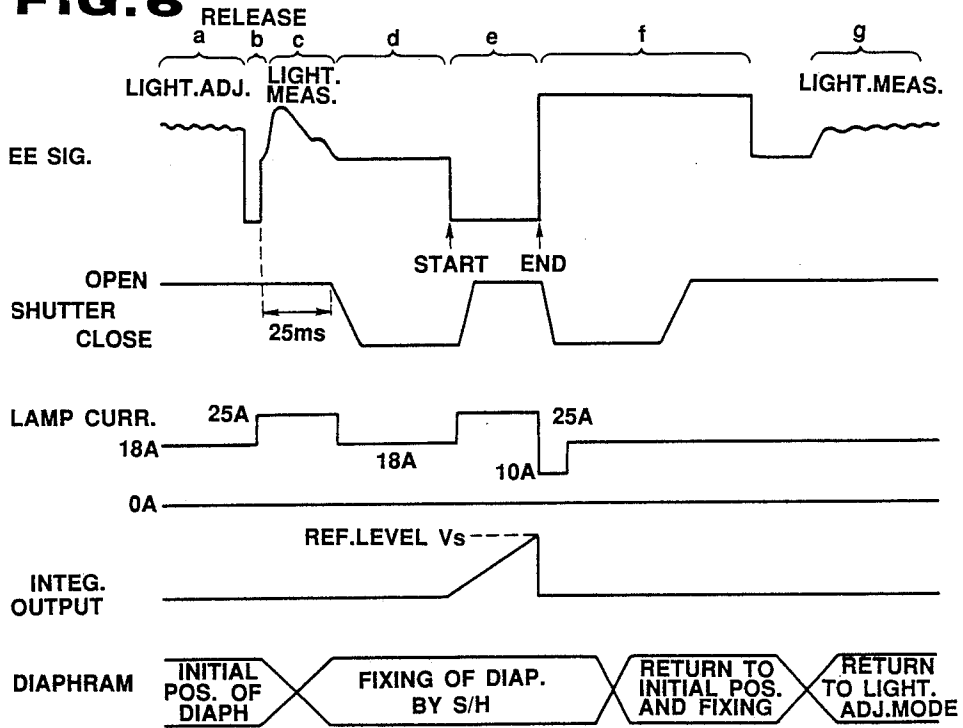 FIG.6
RELEASE
a b c d e f g
LIGHT.ADJ. LIGHT. MEAS. LIGHT.MEAS.
EE SIG.
START END
OPEN
SHUTTER
CLOSE
25ms
LAMP CURR.
25A 25A
18A 18A 10A
0A
REF.LEVEL Vs
INTEG.
OUTPUT
DIAPHRAM
INITIAL
POS. OF
DIAPH
FIXING OF DIAP.
BY S/H
RETURN TO
INITIAL POS.
AND FIXING
RETURN
TO LIGHT.
ADJ.MODE